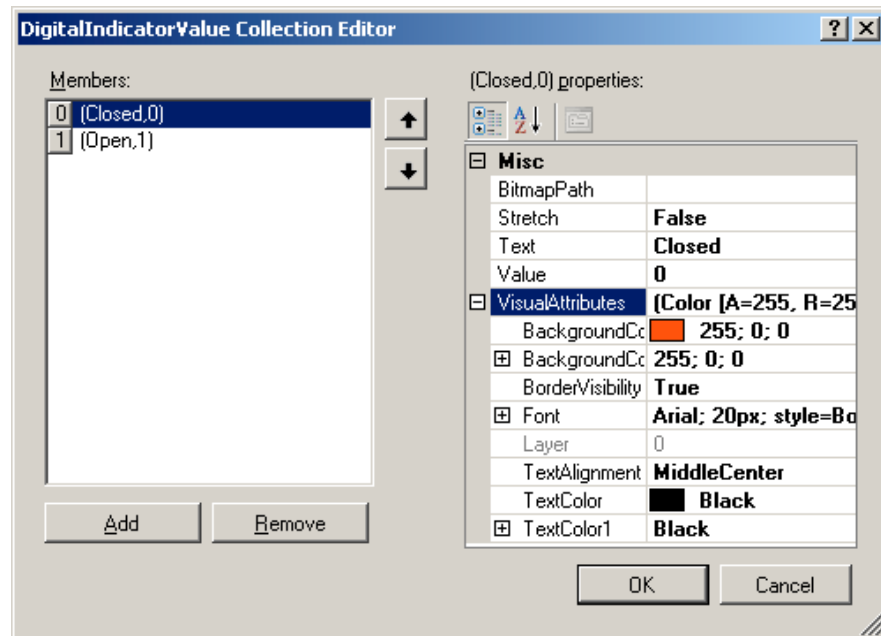 DigitalIndicatorValue Collection Editor
?
Members:
0 (Closed,0)
1 (Open,1)
Add
Remove
(Closed,0) properties:
A
Z
Misc
BitmapPath
Stretch False
Text Closed
Value 0
VisualAttributes (Color [A=255, R=25
BackgroundCo 255; 0; 0
BackgroundCo 255; 0; 0
BorderVisibility True
Font Arial; 20px; style=Bo
Layer 0
TextAlignment MiddleCenter
TextColor Black
TextColor1 Black
OK
Cancel